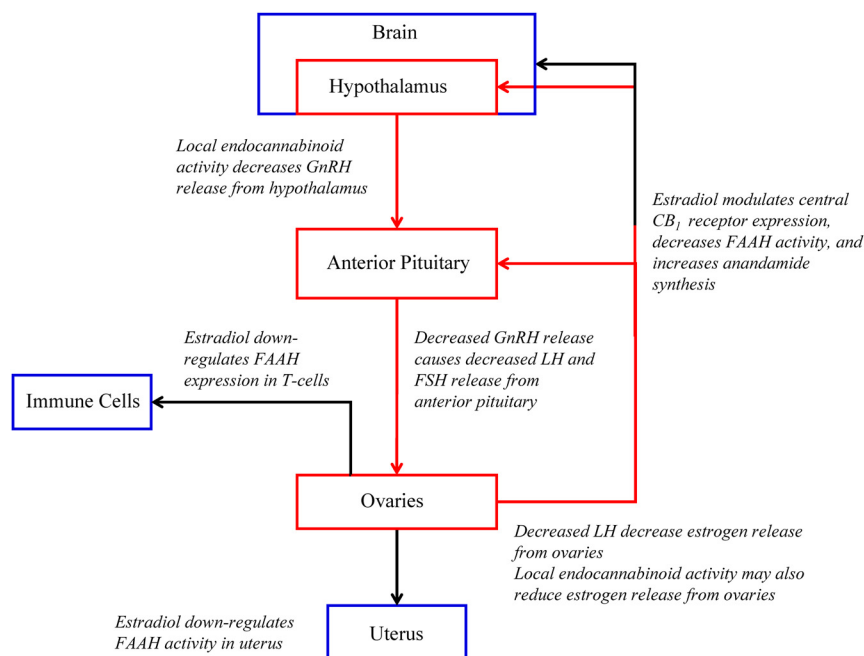 Brain
Hypothalamus
Local endocannabinoid
activity decreases GnRH
release from hypothalamus
Estradiol modulates central
CB1 receptor expression,
decreases FAAH activity, and
increases anandamide
synthesis
Anterior Pituitary
Estradiol down-
regulates FAAH
expression in T-cells
Decreased GnRH release
causes decreased LH and
FSH release from
anterior pituitary
Immune Cells
Ovaries
Decreased LH decrease estrogen release
from ovaries
Local endocannabinoid activity may also
reduce estrogen release from ovaries
Estradiol down-regulates
FAAH activity in uterus
Uterus